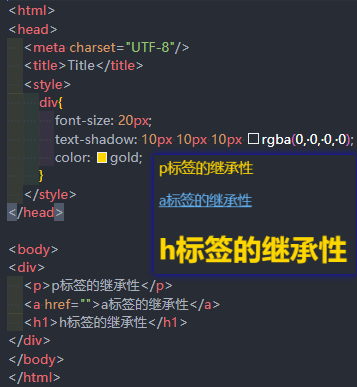 <html>
<head>
<meta charset="UTF-8"/>
<title>Title</title>
<style>
div{
font-size: 20px;
text-shadow: 10px 10px 10px rgba(0,·0,·0,·0);
color: gold;
}
</style>
</head>
p标签的继承性
a标签的继承性
h标签的继承性
<body>
<div>
<p>p标签的继承性</p>
<a href="">a标签的继承性</a>
<h1>h标签的继承性</h1>
</div>
</body>
</html>